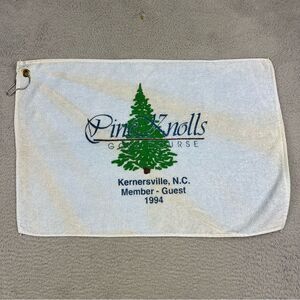 Pine Knolls
GOLF COURSE
Kernersville, N.C.
Member - Guest
1994